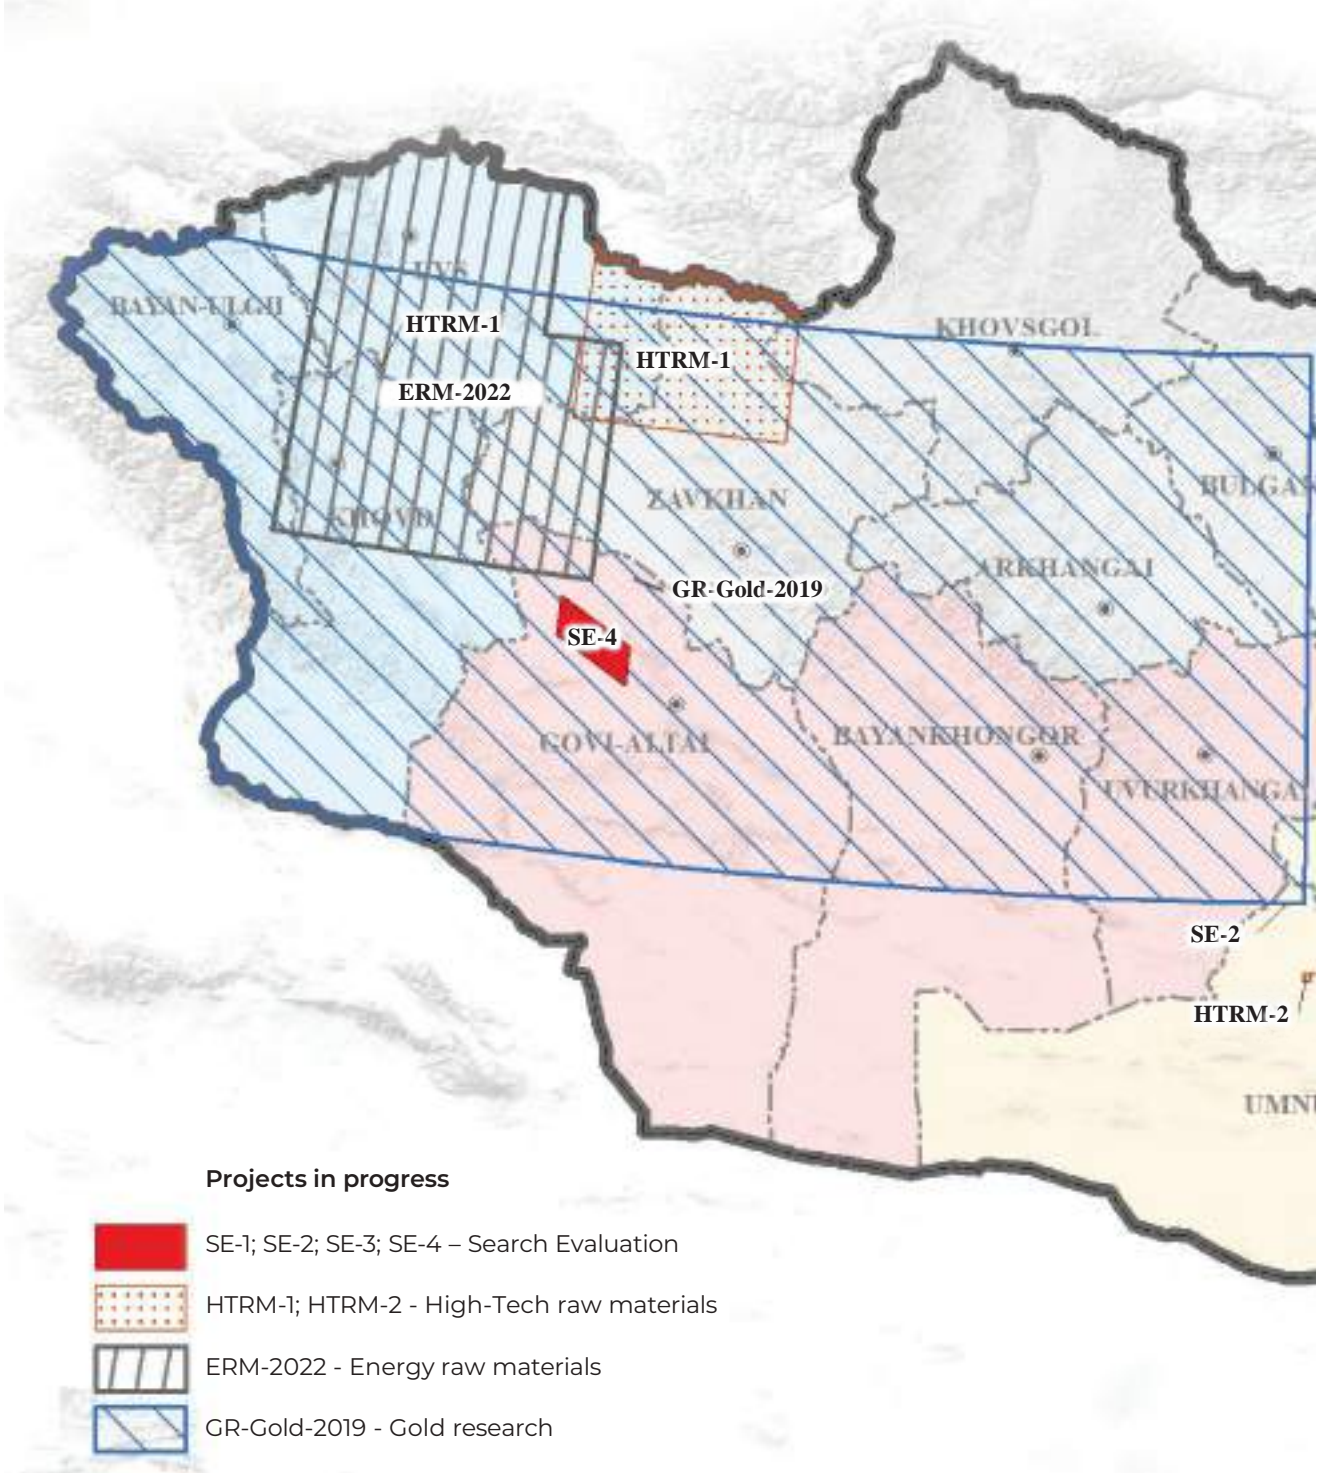 UVS
BAYAN-ULGII
HTRM-1
KHOVSGOL
HTRM-1
ERM-2022
ZAVKHAN
KHOVD
ARKHANGAI
GR-Gold-2019
SE-4
GOVI-ALTAI
BAYANKHONGOR
UVURKHANGA
SE-2
HTRM-2
Projects in progress
SE-1; SE-2; SE-3; SE-4 – Search Evaluation
HTRM-1; HTRM-2 - High-Tech raw materials
ERM-2022 - Energy raw materials
GR-Gold-2019 - Gold research